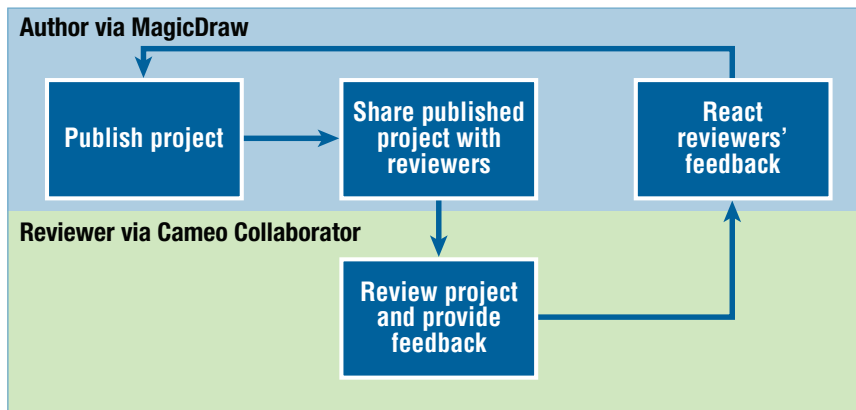 Author via MagicDraw
Publish project
Share published
project with
reviewers
React
reviewers’
feedback
Reviewer via Cameo Collaborator
Review project
and provide
feedback